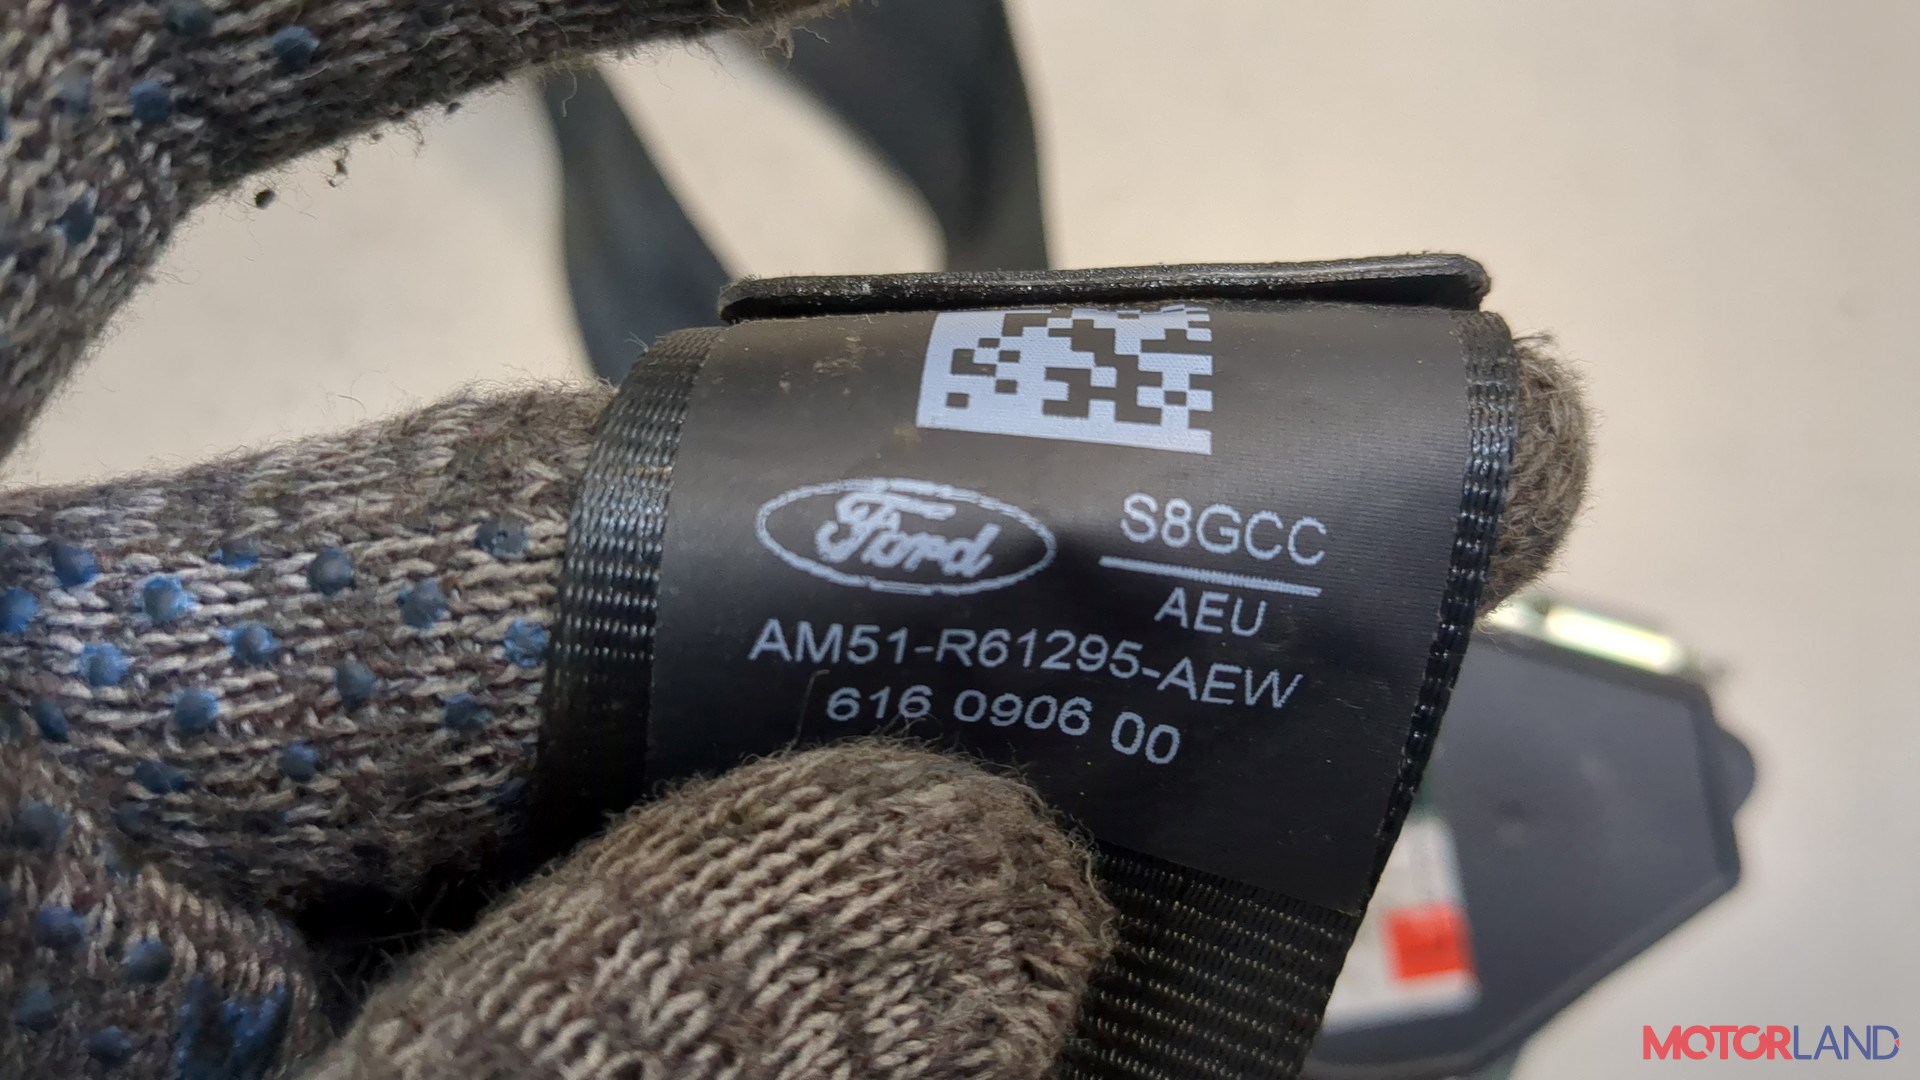 Ford
S8GCC
AEU
AM51-R61295-AEW
616 0906 00
MOTORLAND